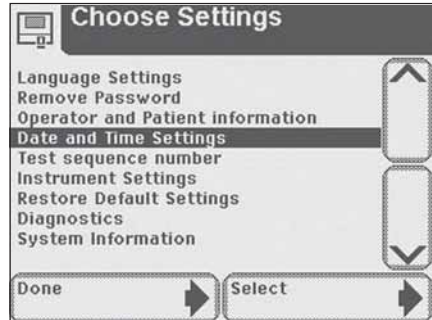 Choose Settings
Language Settings
Remove Password
Operator and Patient information
Date and Time Settings
Test sequence number
Instrument Settings
Restore Default Settings
Diagnostics
System Information
Done
Select